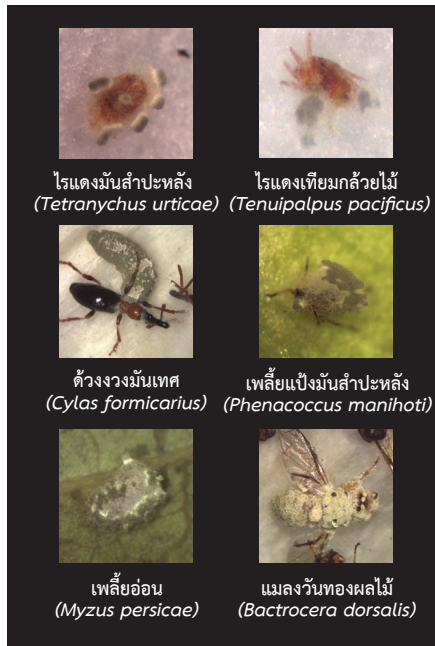 ไรแดงมันสำปะหลัง
(Tetranychus urticae)
ไรแดงเทียมกล้วยไม้
(Tenuipalpus pacificus)
ด้วงงวงมันเทศ
(Cylas formicarius)
เพลี้ยแป้งมันสำปะหลัง
(Phenacoccus manihoti)
เพลี้ยอ่อน
(Myzus persicae)
แมลงวันทองผลไม้
(Bactrocera dorsalis)